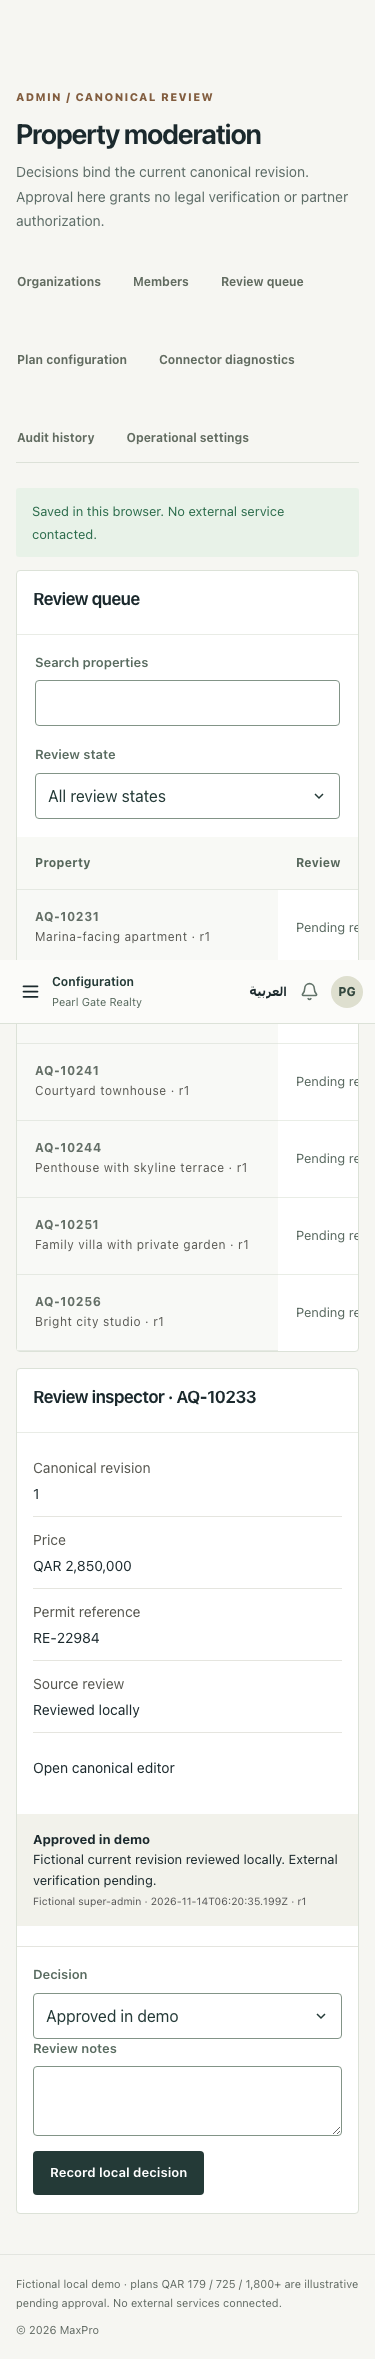 ADMIN / CANONICAL REVIEW
Property moderation
Decisions bind the current canonical revision.
Approval here grants no legal verification or partner
authorization.
Organizations Members Review queue
Plan configuration Connector diagnostics
Audit history Operational settings
Saved in this browser. No external service
contacted.
Review queue
Search properties
Review state
All review states
Property Review
AQ-10231
Marina-facing apartment · r1
Pending re
Configuration
Pearl Gate Realty
العربية
PG
AQ-10241
Courtyard townhouse · r1
Pending re
AQ-10244
Penthouse with skyline terrace · r1
Pending re
AQ-10251
Family villa with private garden · r1
Pending re
AQ-10256
Bright city studio · r1
Pending re
Review inspector · AQ-10233
Canonical revision
1
Price
QAR 2,850,000
Permit reference
RE-22984
Source review
Reviewed locally
Open canonical editor
Approved in demo
Fictional current revision reviewed locally. External
verification pending.
Fictional super-admin · 2026-11-14T06:20:35.199Z · r1
Decision
Approved in demo
Review notes
Record local decision
Fictional local demo · plans QAR 179 / 725 / 1,800+ are illustrative
pending approval. No external services connected.
© 2026 MaxPro